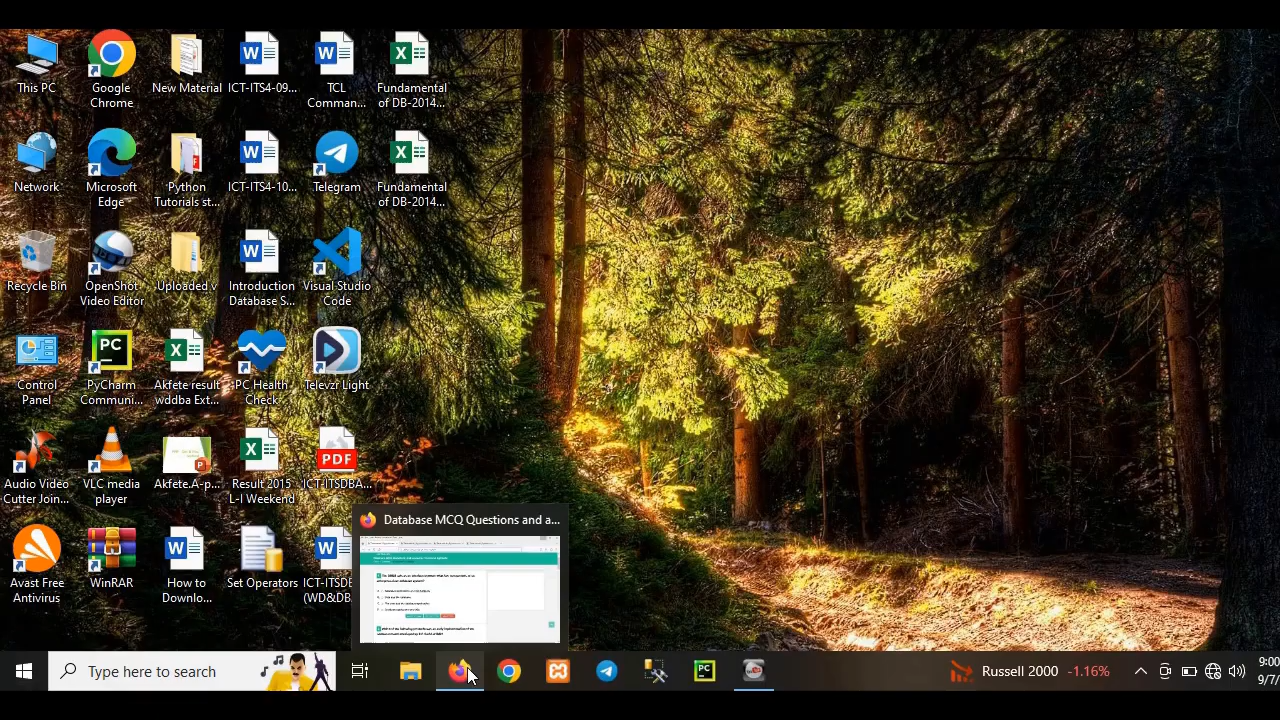 This PC
Google
Chrome
New Material
ICT-ITS4-09...
TCL
Comman...
Fundamental
of DB-2014...
Network
Microsoft
Edge
Python
Tutorials st...
ICT-ITS4-10...
Telegram
Fundamental
of DB-2014...
Recycle Bin
OpenShot
Video Editor
Uploaded v
Introduction
Database S...
Visual Studio
Code
Control
Panel
PyCharm
Communi...
Akfete result
wddba Ext...
PC Health
Check
Televzr Light
Audio Video
Cutter Join...
VLC media
player
Akfete.A-p...
Result 2015
L-I Weekend
PDF
ICT-ITSDBA...
Avast Free
Antivirus
WinRAR
How to
Downlo...
Set Operators
ICT-ITSDB
(WD&DB
Database MCQ Questions and a...
Type here to search
Russell 2000 -1.16%
9:00
9/7/